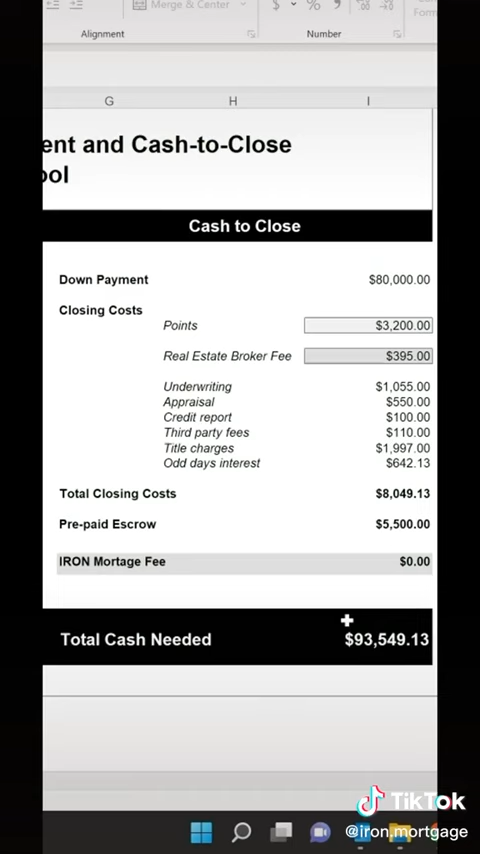 Merge & Center
$ % 9
Form
Alignment
Number
G H I
ent and Cash-to-Close
ool
Cash to Close
Down Payment $80,000.00
Closing Costs
Points $3,200.00
Real Estate Broker Fee $395.00
Underwriting $1,055.00
Appraisal $550.00
Credit report $100.00
Third party fees $110.00
Title charges $1,997.00
Odd days interest $642.13
Total Closing Costs $8,049.13
Pre-paid Escrow $5,500.00
IRON Mortage Fee $0.00
Total Cash Needed $93,549.13
TikTok
@iron.mortgage